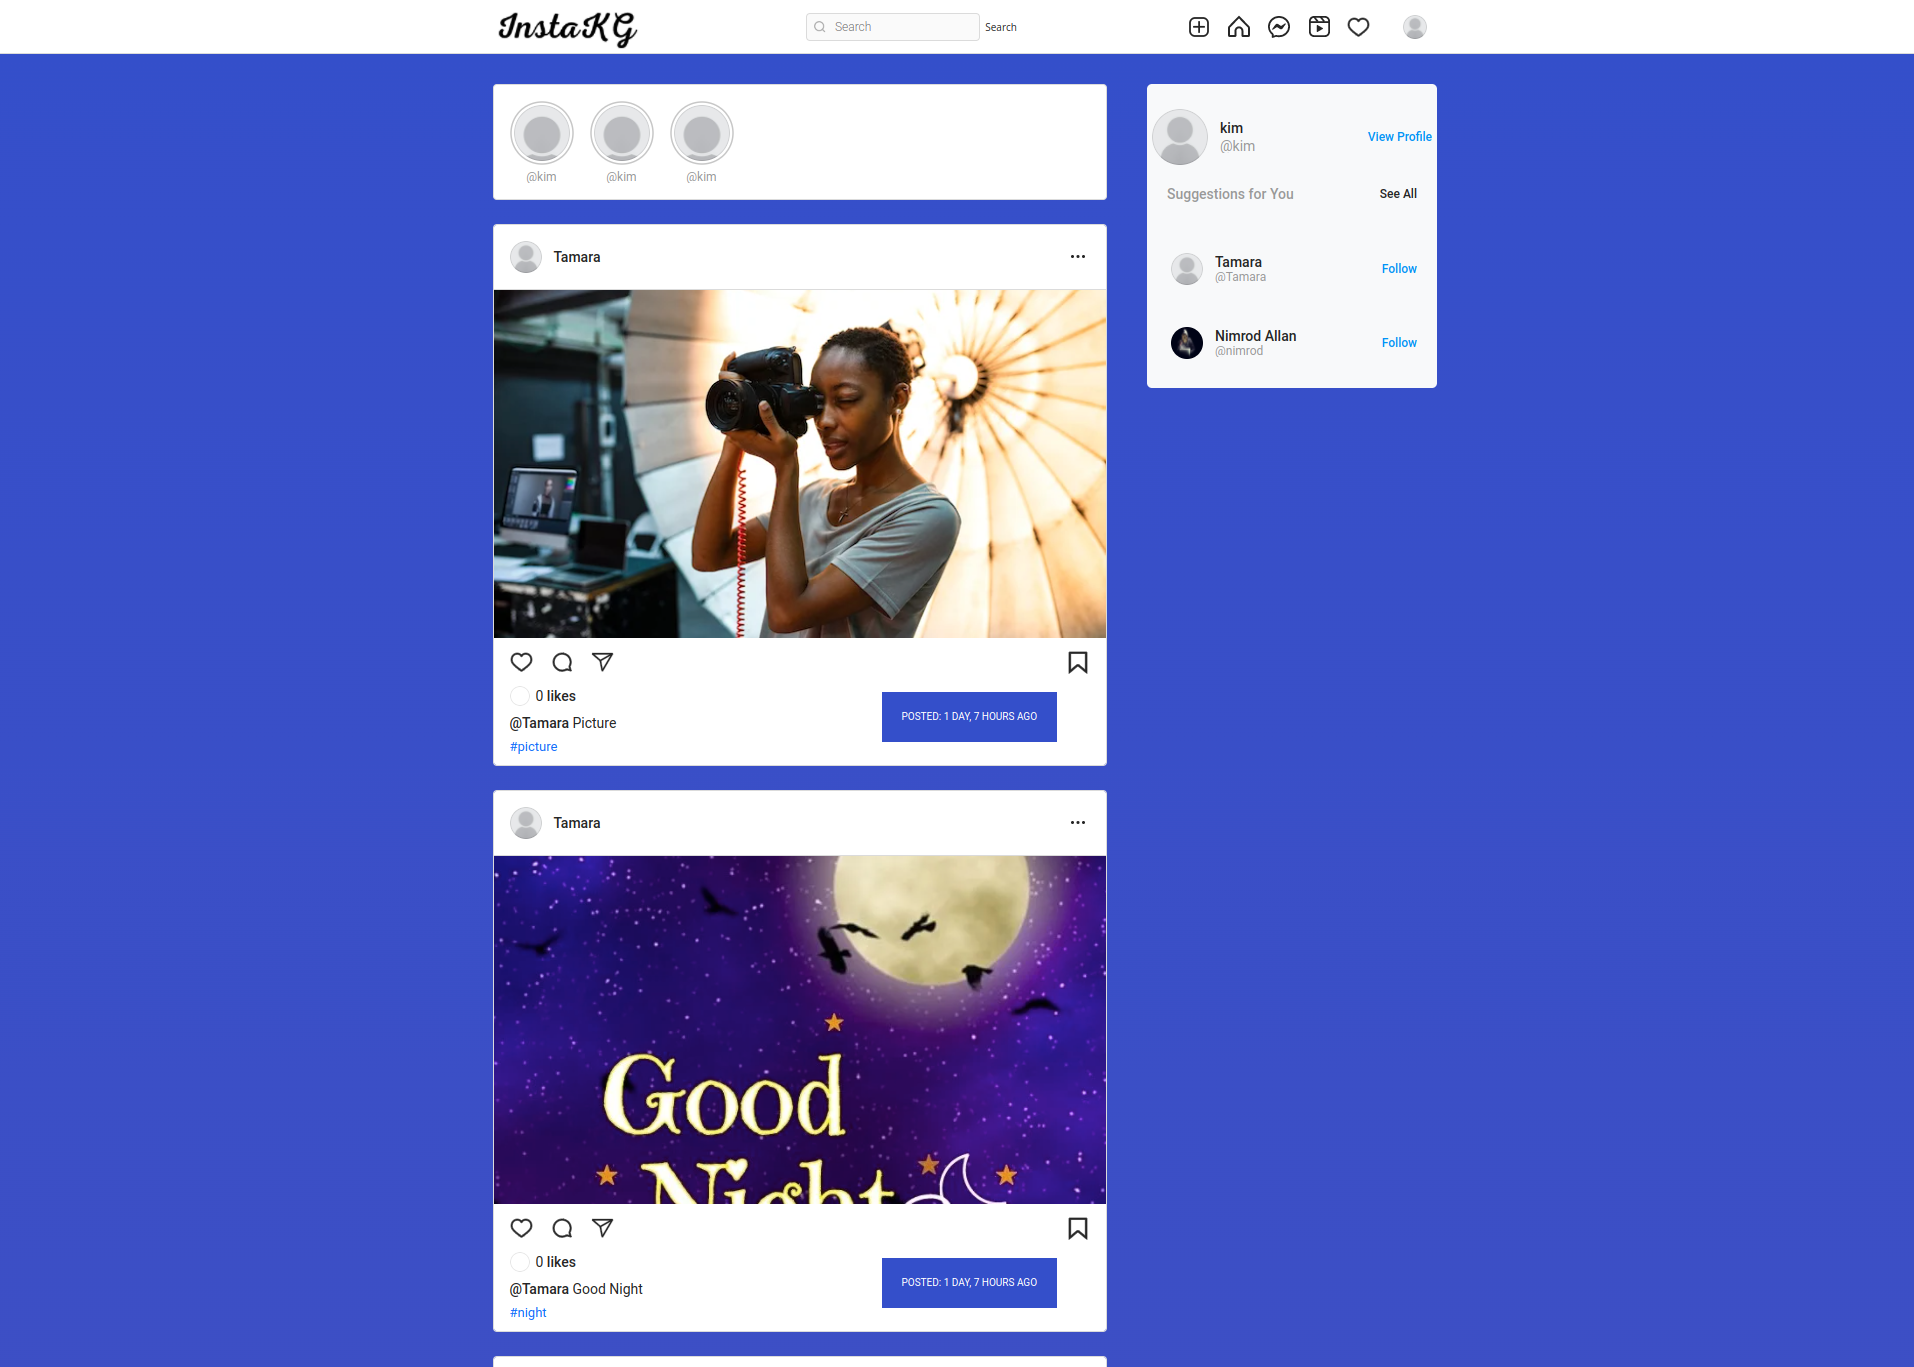 InstaKG
Search
Search
@kim
@kim
@kim
kim
@kim
View Profile
Suggestions for You
See All
Tamara
@Tamara
Follow
Nimrod Allan
@nimrod
Follow
Tamara
0 likes
@Tamara Picture
#picture
POSTED: 1 DAY, 7 HOURS AGO
Tamara
Good
Night
0 likes
@Tamara Good Night
#night
POSTED: 1 DAY, 7 HOURS AGO